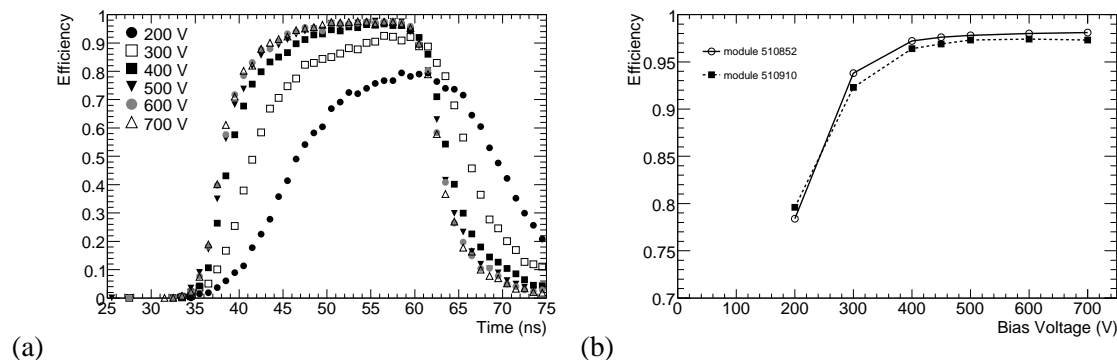 Efficiency
1
0.9
0.8
0.7
0.6
0.5
0.4
0.3
0.2
0.1
0
200 V
300 V
400 V
500 V
600 V
700 V
25 30 35 40 45 50 55 60 65 70 75
Time (ns)
(a)
Efficiency
1
0.95
0.9
0.85
0.8
0.75
0.7
module 510852
module 510910
0 100 200 300 400 500 600 700
Bias Voltage (V)
(b)